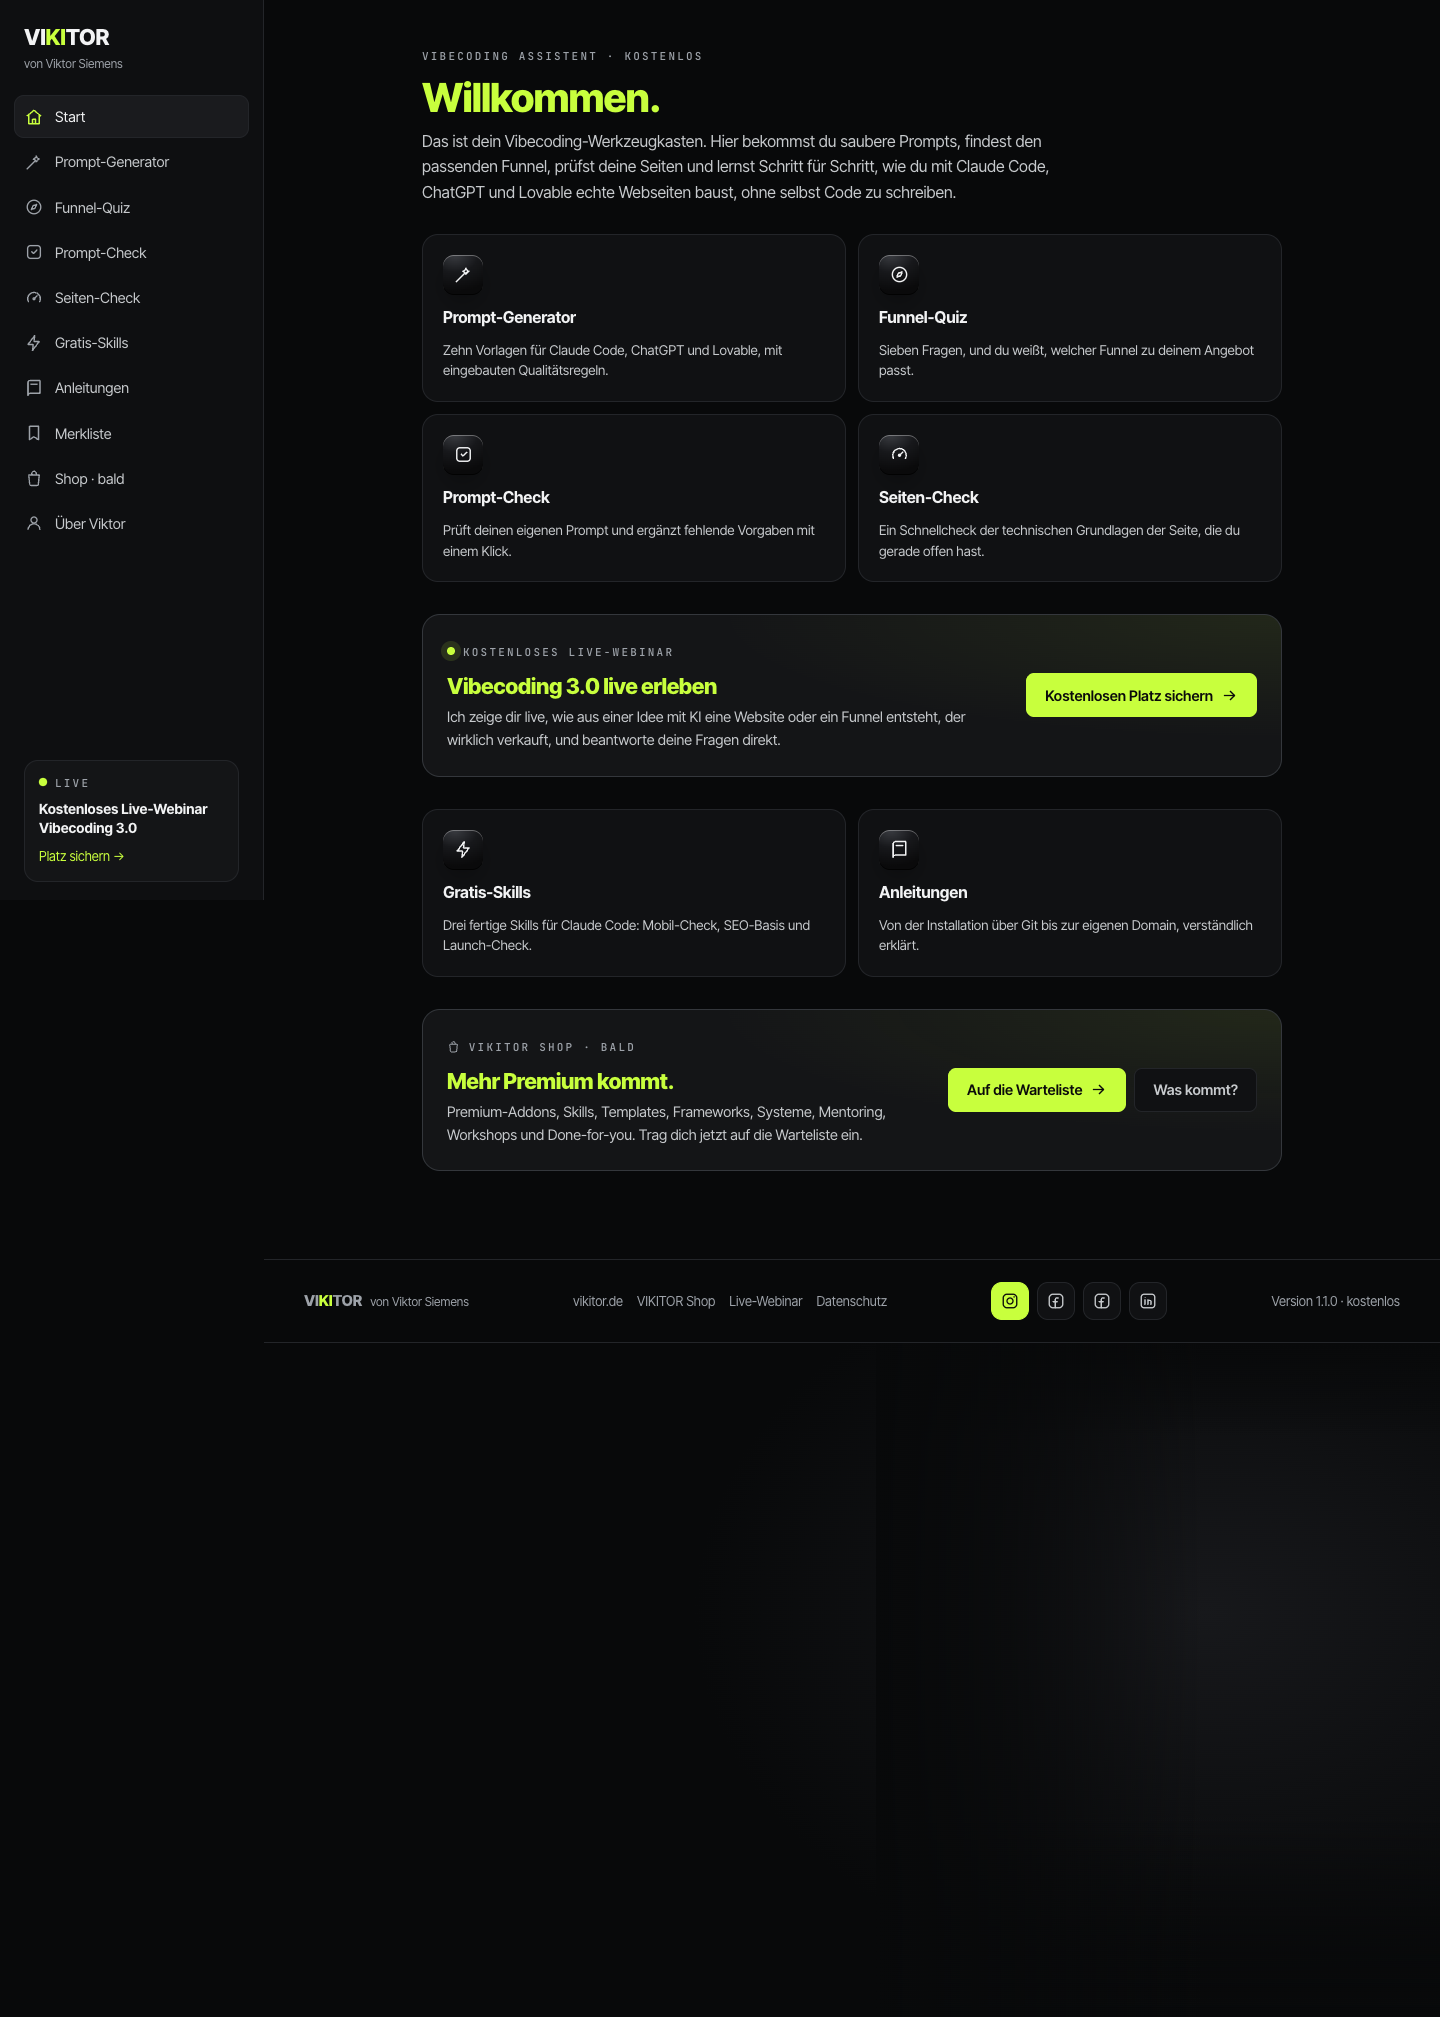 VIKITOR
von Viktor Siemens
Start
Prompt-Generator
Funnel-Quiz
Prompt-Check
Seiten-Check
Gratis-Skills
Anleitungen
Merkliste
Shop · bald
Über Viktor
LIVE
Kostenloses Live-Webinar
Vibecoding 3.0
Platz sichern →
VIBECODING ASSISTENT · KOSTENLOS
Willkommen.
Das ist dein Vibecoding-Werkzeugkasten. Hier bekommst du saubere Prompts, findest den
passenden Funnel, prüfst deine Seiten und lernst Schritt für Schritt, wie du mit Claude Code,
ChatGPT und Lovable echte Webseiten baust, ohne selbst Code zu schreiben.
Prompt-Generator
Zehn Vorlagen für Claude Code, ChatGPT und Lovable, mit
eingebauten Qualitätsregeln.
Funnel-Quiz
Sieben Fragen, und du weißt, welcher Funnel zu deinem Angebot
passt.
Prompt-Check
Prüft deinen eigenen Prompt und ergänzt fehlende Vorgaben mit
einem Klick.
Seiten-Check
Ein Schnellcheck der technischen Grundlagen der Seite, die du
gerade offen hast.
KOSTENLOSES LIVE-WEBINAR
Vibecoding 3.0 live erleben
Ich zeige dir live, wie aus einer Idee mit KI eine Website oder ein Funnel entsteht, der
wirklich verkauft, und beantworte deine Fragen direkt.
Kostenlosen Platz sichern →
Gratis-Skills
Drei fertige Skills für Claude Code: Mobil-Check, SEO-Basis und
Launch-Check.
Anleitungen
Von der Installation über Git bis zur eigenen Domain, verständlich
erklärt.
VIKITOR SHOP · BALD
Mehr Premium kommt.
Premium-Addons, Skills, Templates, Frameworks, Systeme, Mentoring,
Workshops und Done-for-you. Trag dich jetzt auf die Warteliste ein.
Auf die Warteliste →
Was kommt?
VIKITOR von Viktor Siemens
vikitor.de VIKITOR Shop Live-Webinar Datenschutz
Version 1.1.0 · kostenlos